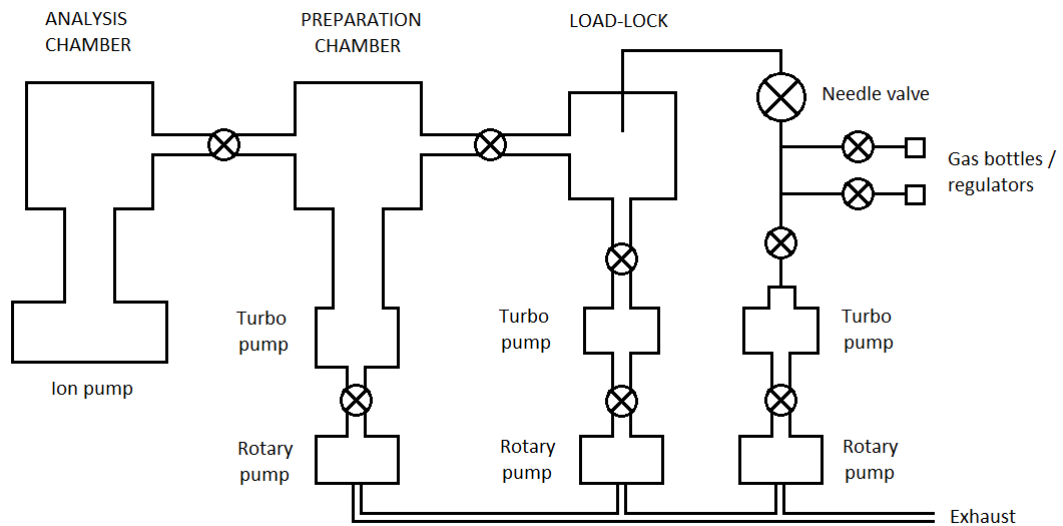 ANALYSIS
CHAMBER
PREPARATION
CHAMBER
LOAD-LOCK
Needle valve
Gas bottles /
regulators
Turbo
pump
Turbo
pump
Turbo
pump
Ion pump
Rotary
pump
Rotary
pump
Rotary
pump
Exhaust